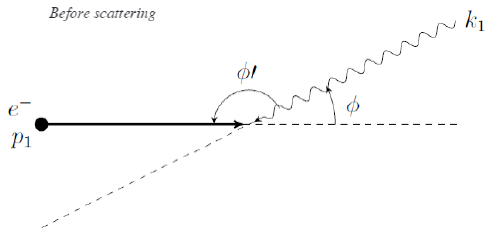 Before scattering
k₁
ϕ′
ϕ
e⁻
p₁